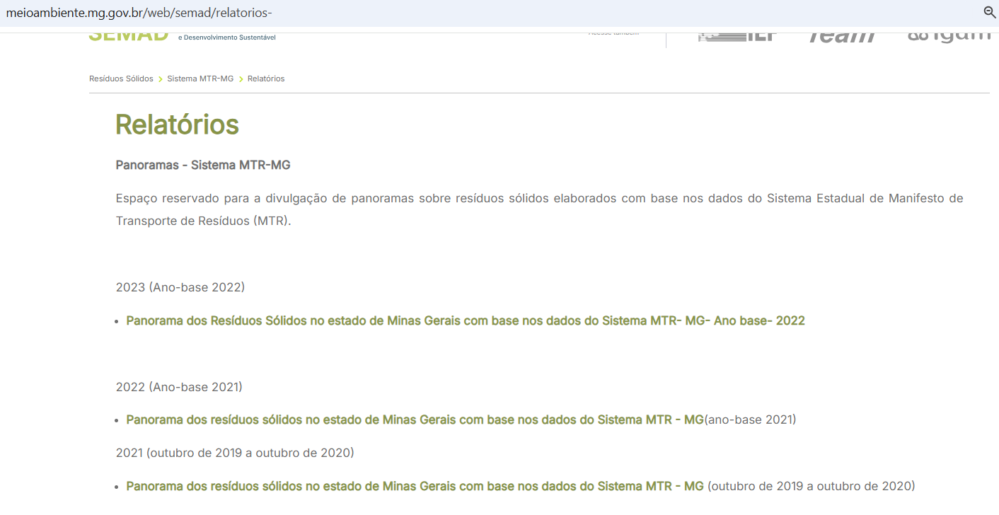 meioambiente.mg.gov.br/web/semad/relatorios-
SEMAD
e Desenvolvimento Sustentável
Acesse também
IEF
feam
igam
Resíduos Sólidos > Sistema MTR-MG > Relatórios
Relatórios
Panoramas - Sistema MTR-MG
Espaço reservado para a divulgação de panoramas sobre resíduos sólidos elaborados com base nos dados do Sistema Estadual de Manifesto de
Transporte de Resíduos (MTR).
2023 (Ano-base 2022)
• Panorama dos Resíduos Sólidos no estado de Minas Gerais com base nos dados do Sistema MTR- MG- Ano base- 2022
2022 (Ano-base 2021)
• Panorama dos resíduos sólidos no estado de Minas Gerais com base nos dados do Sistema MTR - MG(ano-base 2021)
2021 (outubro de 2019 a outubro de 2020)
• Panorama dos resíduos sólidos no estado de Minas Gerais com base nos dados do Sistema MTR - MG (outubro de 2019 a outubro de 2020)